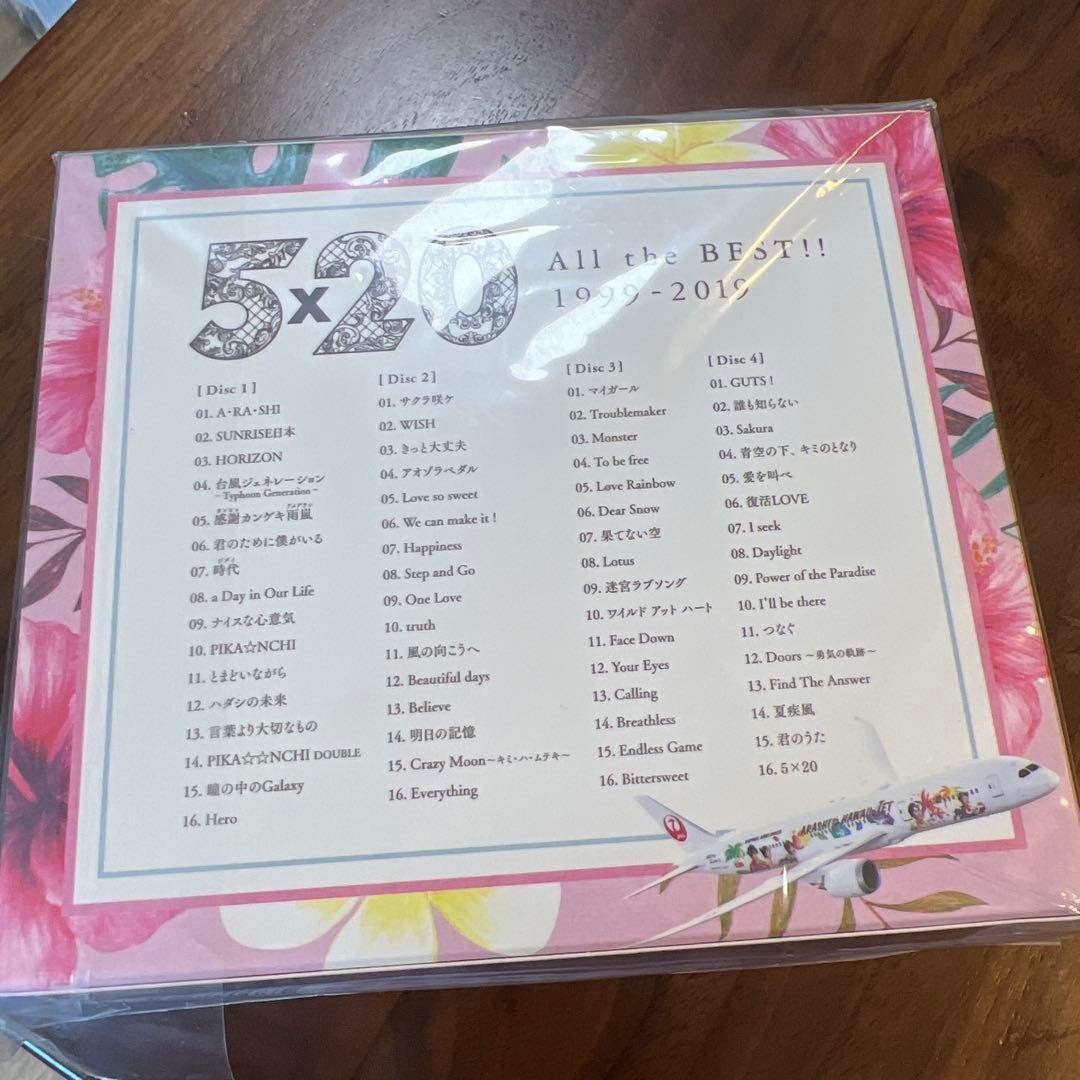 5×20
All the BEST!!
1999-2019
[Disc 1]
01. A・RA・SHI
02. SUNRISE日本
03. HORIZON
04. 台風ジェネレーション
-Typhoon Generation-
05. 感謝カンゲキ雨嵐
06. 君のために僕がいる
07. 時代
08. a Day in Our Life
09. ナイスな心意気
10. PIKA☆NCHI
11. とまどいながら
12. ハダシの未来
13. 言葉より大切なもの
14. PIKA☆☆NCHI DOUBLE
15. 瞳の中のGalaxy
16. Hero
[Disc 2]
01. サクラ咲ケ
02. WISH
03. きっと大丈夫
04. アオゾラペダル
05. Love so sweet
06. We can make it!
07. Happiness
08. Step and Go
09. One Love
10. truth
11. 風の向こうへ
12. Beautiful days
13. Believe
14. 明日の記憶
15. Crazy Moon～キミ・ハ・ムテキ～
16. Everything
[Disc 3]
01. マイガール
02. Troublemaker
03. Monster
04. To be free
05. Løve Rainbow
06. Dear Snow
07. 果てない空
08. Lotus
09. 迷宮ラブソング
10. ワイルド アット ハート
11. Face Down
12. Your Eyes
13. Calling
14. Breathless
15. Endless Game
16. Bittersweet
[Disc 4]
01. GUTS!
02. 誰も知らない
03. Sakura
04. 青空の下、キミのとなり
05. 愛を叫べ
06. 復活LOVE
07. I seek
08. Daylight
09. Power of the Paradise
10. I'll be there
11. つなぐ
12. Doors ～勇気の軌跡～
13. Find The Answer
14. 夏疾風
15. 君のうた
16. 5×20
ARASHI HAWAII JET